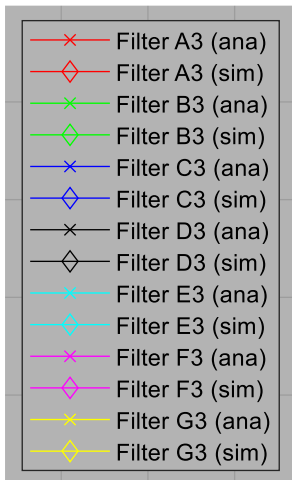 Filter A3 (ana)
Filter A3 (sim)
Filter B3 (ana)
Filter B3 (sim)
Filter C3 (ana)
Filter C3 (sim)
Filter D3 (ana)
Filter D3 (sim)
Filter E3 (ana)
Filter E3 (sim)
Filter F3 (ana)
Filter F3 (sim)
Filter G3 (ana)
Filter G3 (sim)